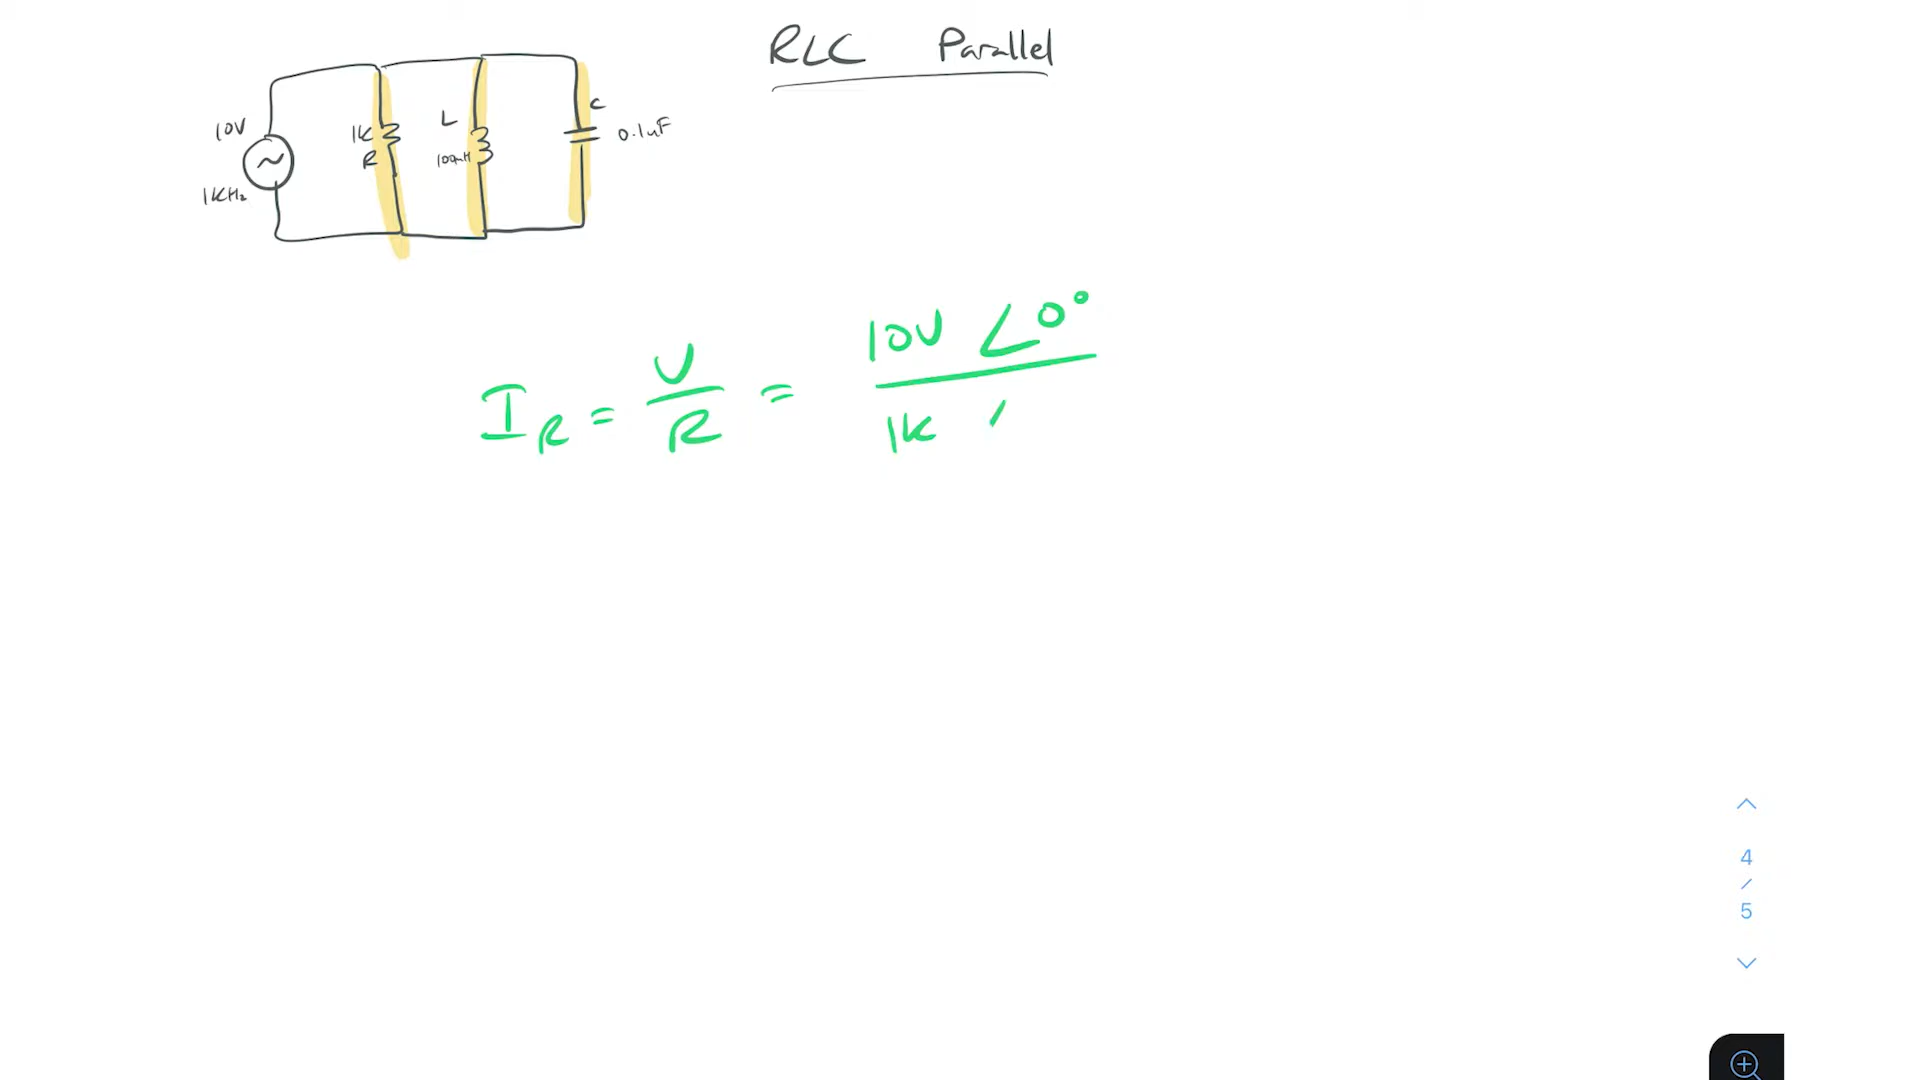 RLC Parallel
10V
1KHz
1K
R
L
100mH
C
0.1uF
I_R = V/R = 10V ∠0° / 1K
4
/
5